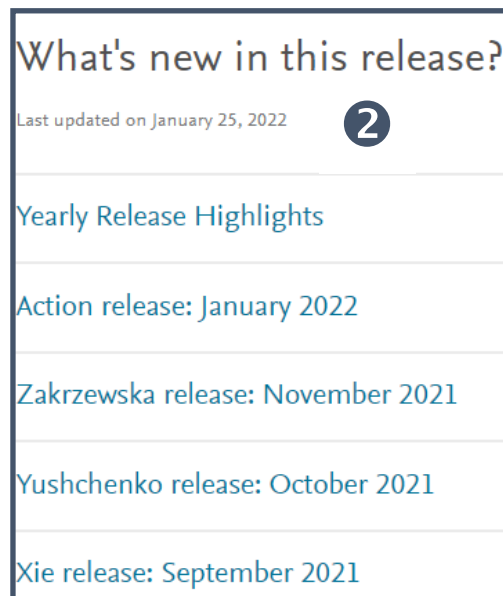 What's new in this release?
Last updated on January 25, 2022
2
Yearly Release Highlights
Action release: January 2022
Zakrzewska release: November 2021
Yushchenko release: October 2021
Xie release: September 2021